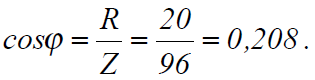 cosφ = R/Z = 20/96 = 0,208.